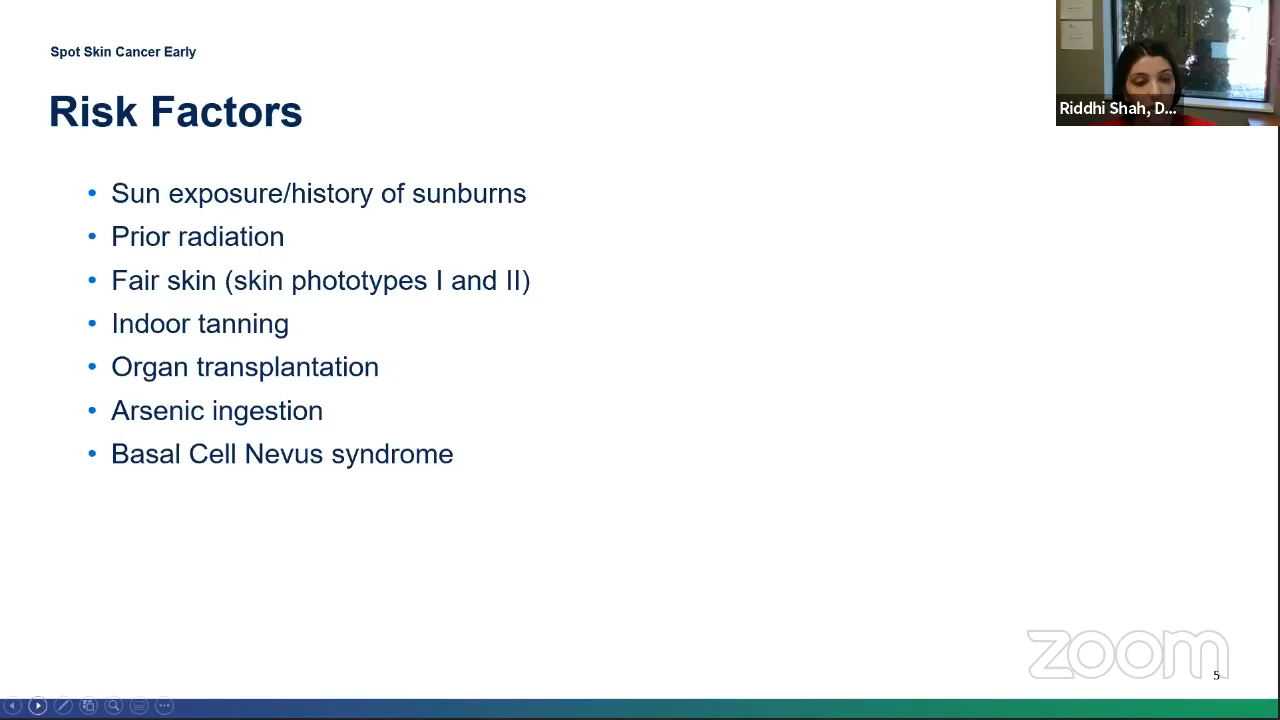 Spot Skin Cancer Early
Risk Factors
• Sun exposure/history of sunburns
• Prior radiation
• Fair skin (skin phototypes I and II)
• Indoor tanning
• Organ transplantation
• Arsenic ingestion
• Basal Cell Nevus syndrome
Riddhi Shah, D...
zoom
5